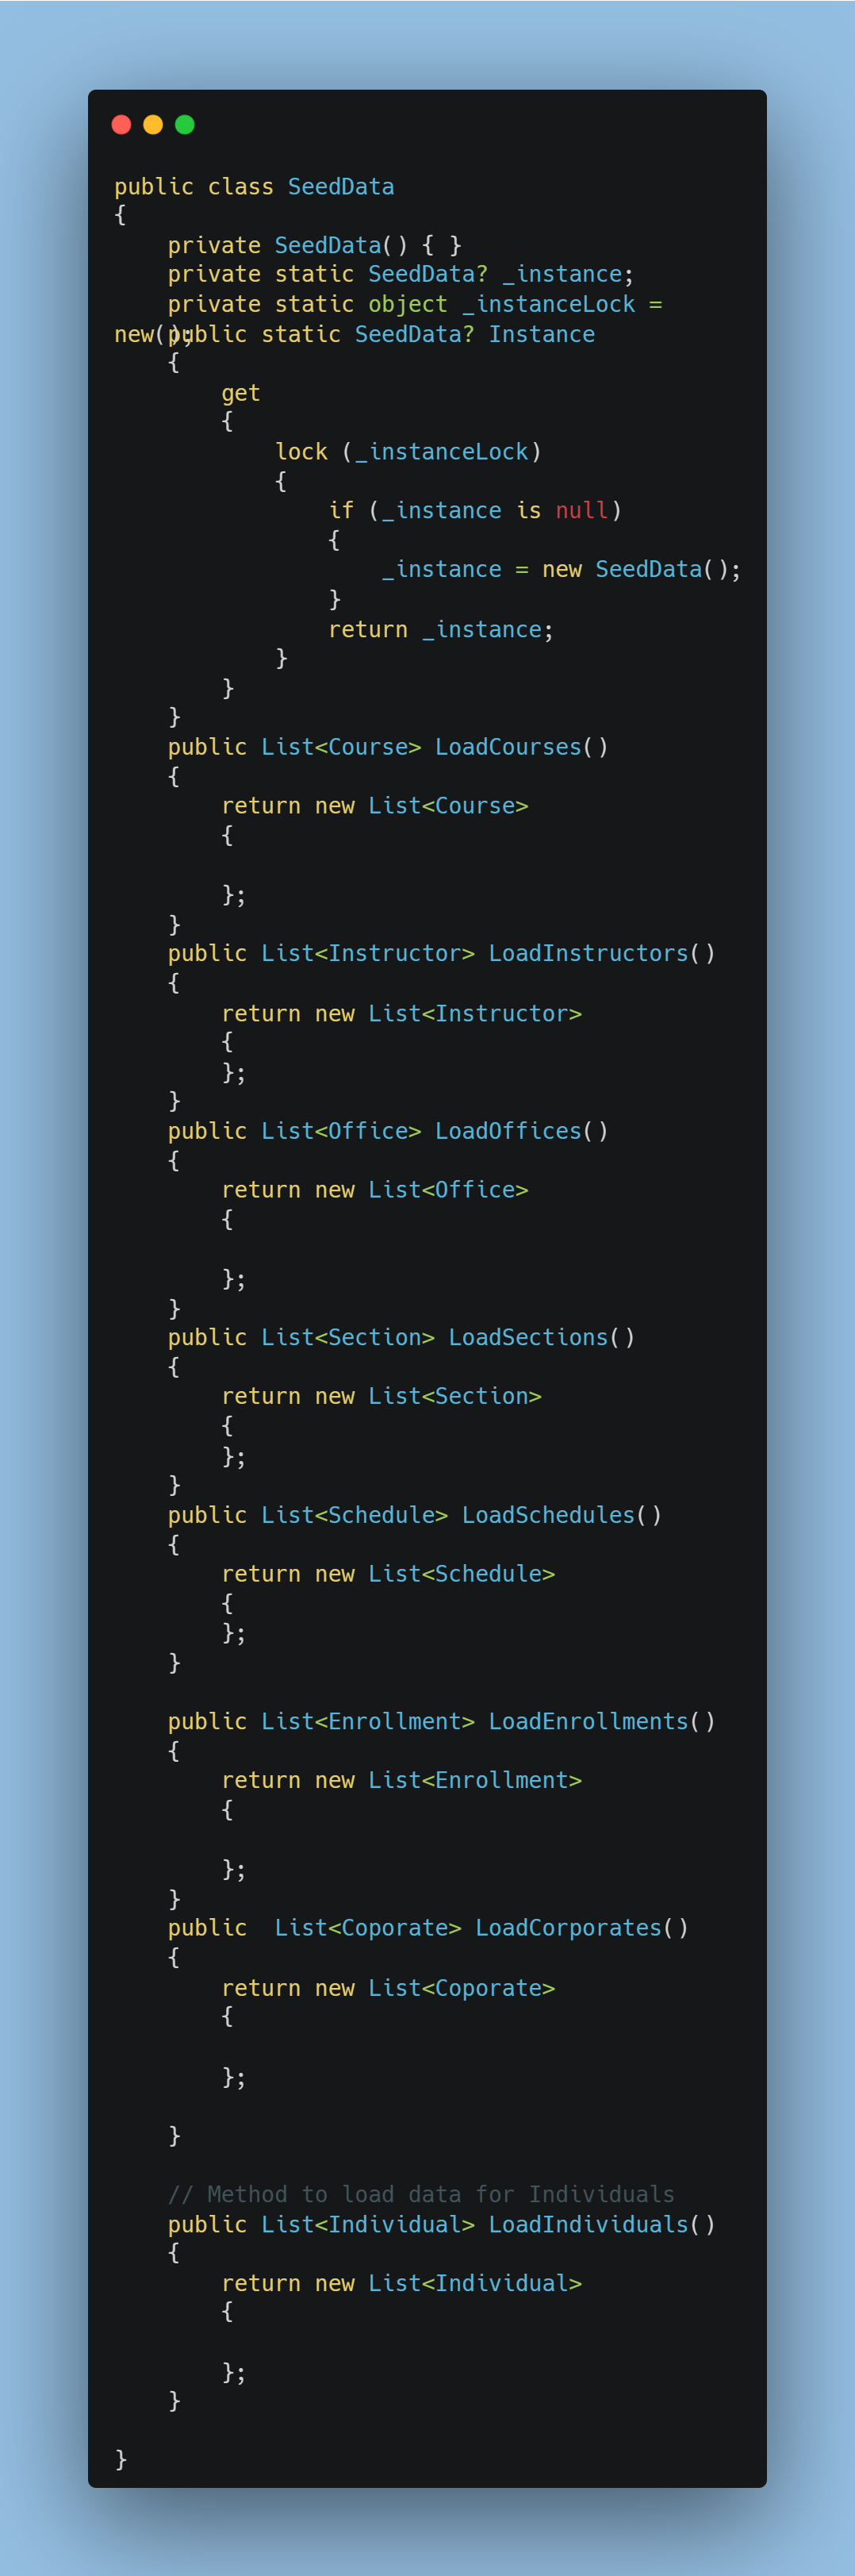 public class SeedData
{
    private SeedData() { }
    private static SeedData? _instance;
    private static object _instanceLock =
new();
    public static SeedData? Instance
    {
        get
        {
            lock (_instanceLock)
            {
                if (_instance is null)
                {
                    _instance = new SeedData();
                }
                return _instance;
            }
        }
    }
    public List<Course> LoadCourses()
    {
        return new List<Course>
        {

        };
    }
    public List<Instructor> LoadInstructors()
    {
        return new List<Instructor>
        {
        };
    }
    public List<Office> LoadOffices()
    {
        return new List<Office>
        {

        };
    }
    public List<Section> LoadSections()
    {
        return new List<Section>
        {
        };
    }
    public List<Schedule> LoadSchedules()
    {
        return new List<Schedule>
        {
        };
    }

    public List<Enrollment> LoadEnrollments()
    {
        return new List<Enrollment>
        {

        };
    }
    public  List<Coporate> LoadCorporates()
    {
        return new List<Coporate>
        {

        };

    }

    // Method to load data for Individuals
    public List<Individual> LoadIndividuals()
    {
        return new List<Individual>
        {

        };
    }

}